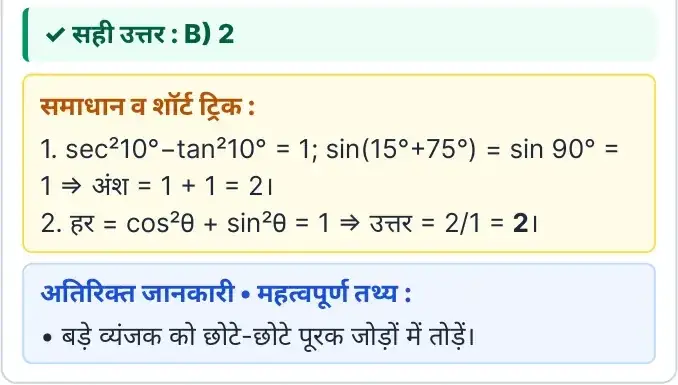 ✓ सही उत्तर : B) 2
समाधान व शॉर्ट ट्रिक :
1. sec²10°−tan²10° = 1; sin(15°+75°) = sin 90° =
1 ⇒ अंश = 1 + 1 = 2।
2. हर = cos²θ + sin²θ = 1 ⇒ उत्तर = 2/1 = 2।
अतिरिक्त जानकारी • महत्वपूर्ण तथ्य :
• बड़े व्यंजक को छोटे-छोटे पूरक जोड़ों में तोड़ें।